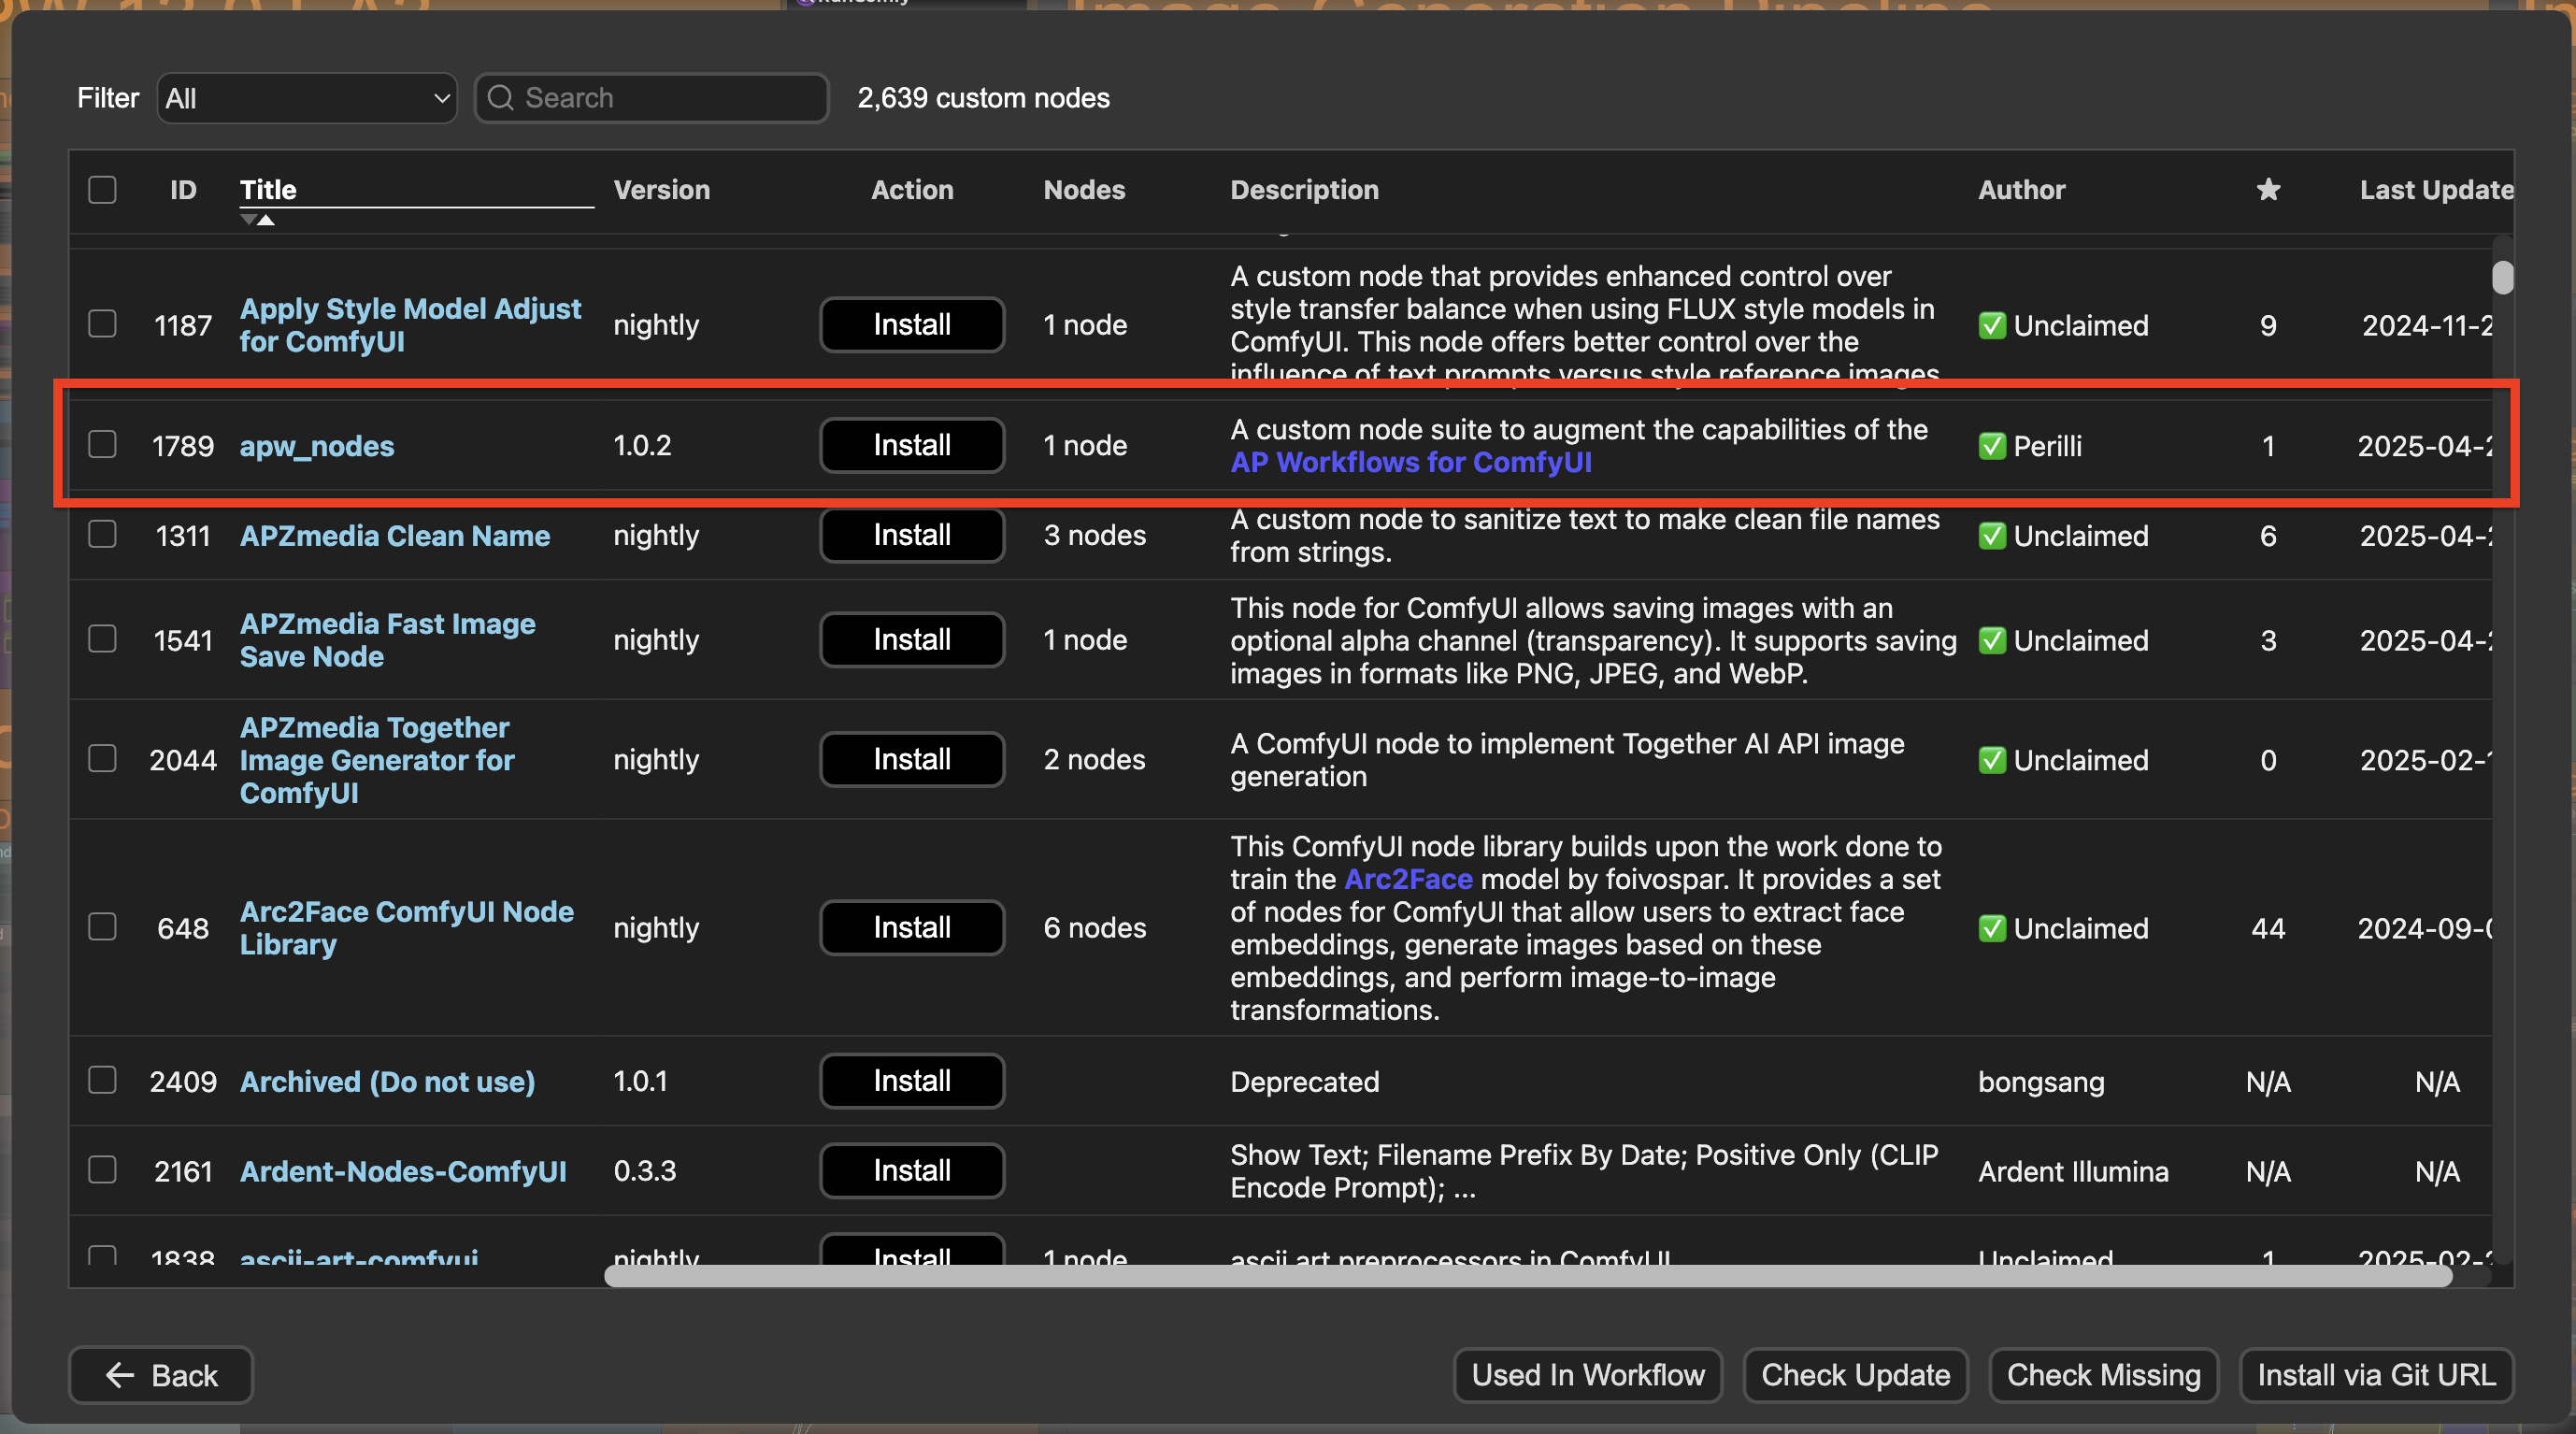 Filter All Search 2,639 custom nodes
ID Title Version Action Nodes Description Author ★ Last Update
1187 Apply Style Model Adjust for ComfyUI nightly Install 1 node
A custom node that provides enhanced control over
style transfer balance when using FLUX style models in
ComfyUI. This node offers better control over the
influence of text prompts versus style reference images
✅ Unclaimed 9 2024-11-2
1789 apw_nodes 1.0.2 Install 1 node
A custom node suite to augment the capabilities of the
AP Workflows for ComfyUI
✅ Perilli 1 2025-04-2
1311 APZmedia Clean Name nightly Install 3 nodes
A custom node to sanitize text to make clean file names
from strings.
✅ Unclaimed 6 2025-04-2
1541 APZmedia Fast Image
Save Node nightly Install 1 node
This node for ComfyUI allows saving images with an
optional alpha channel (transparency). It supports saving
images in formats like PNG, JPEG, and WebP.
✅ Unclaimed 3 2025-04-2
2044 APZmedia Together
Image Generator for
ComfyUI nightly Install 2 nodes
A ComfyUI node to implement Together AI API image
generation
✅ Unclaimed 0 2025-02-1
648 Arc2Face ComfyUI Node
Library nightly Install 6 nodes
This ComfyUI node library builds upon the work done to
train the Arc2Face model by foivospar. It provides a set
of nodes for ComfyUI that allow users to extract face
embeddings, generate images based on these
embeddings, and perform image-to-image
transformations.
✅ Unclaimed 44 2024-09-0
2409 Archived (Do not use) 1.0.1 Install Deprecated bongsang N/A N/A
2161 Ardent-Nodes-ComfyUI 0.3.3 Install
Show Text; Filename Prefix By Date; Positive Only (CLIP
Encode Prompt); ...
Ardent Illumina N/A N/A
1838 ascii-art-comfyui nightly Install 1 node ascii art preprocessors in ComfyUI Unclaimed 1 2025-02-2
← Back Used In Workflow Check Update Check Missing Install via Git URL